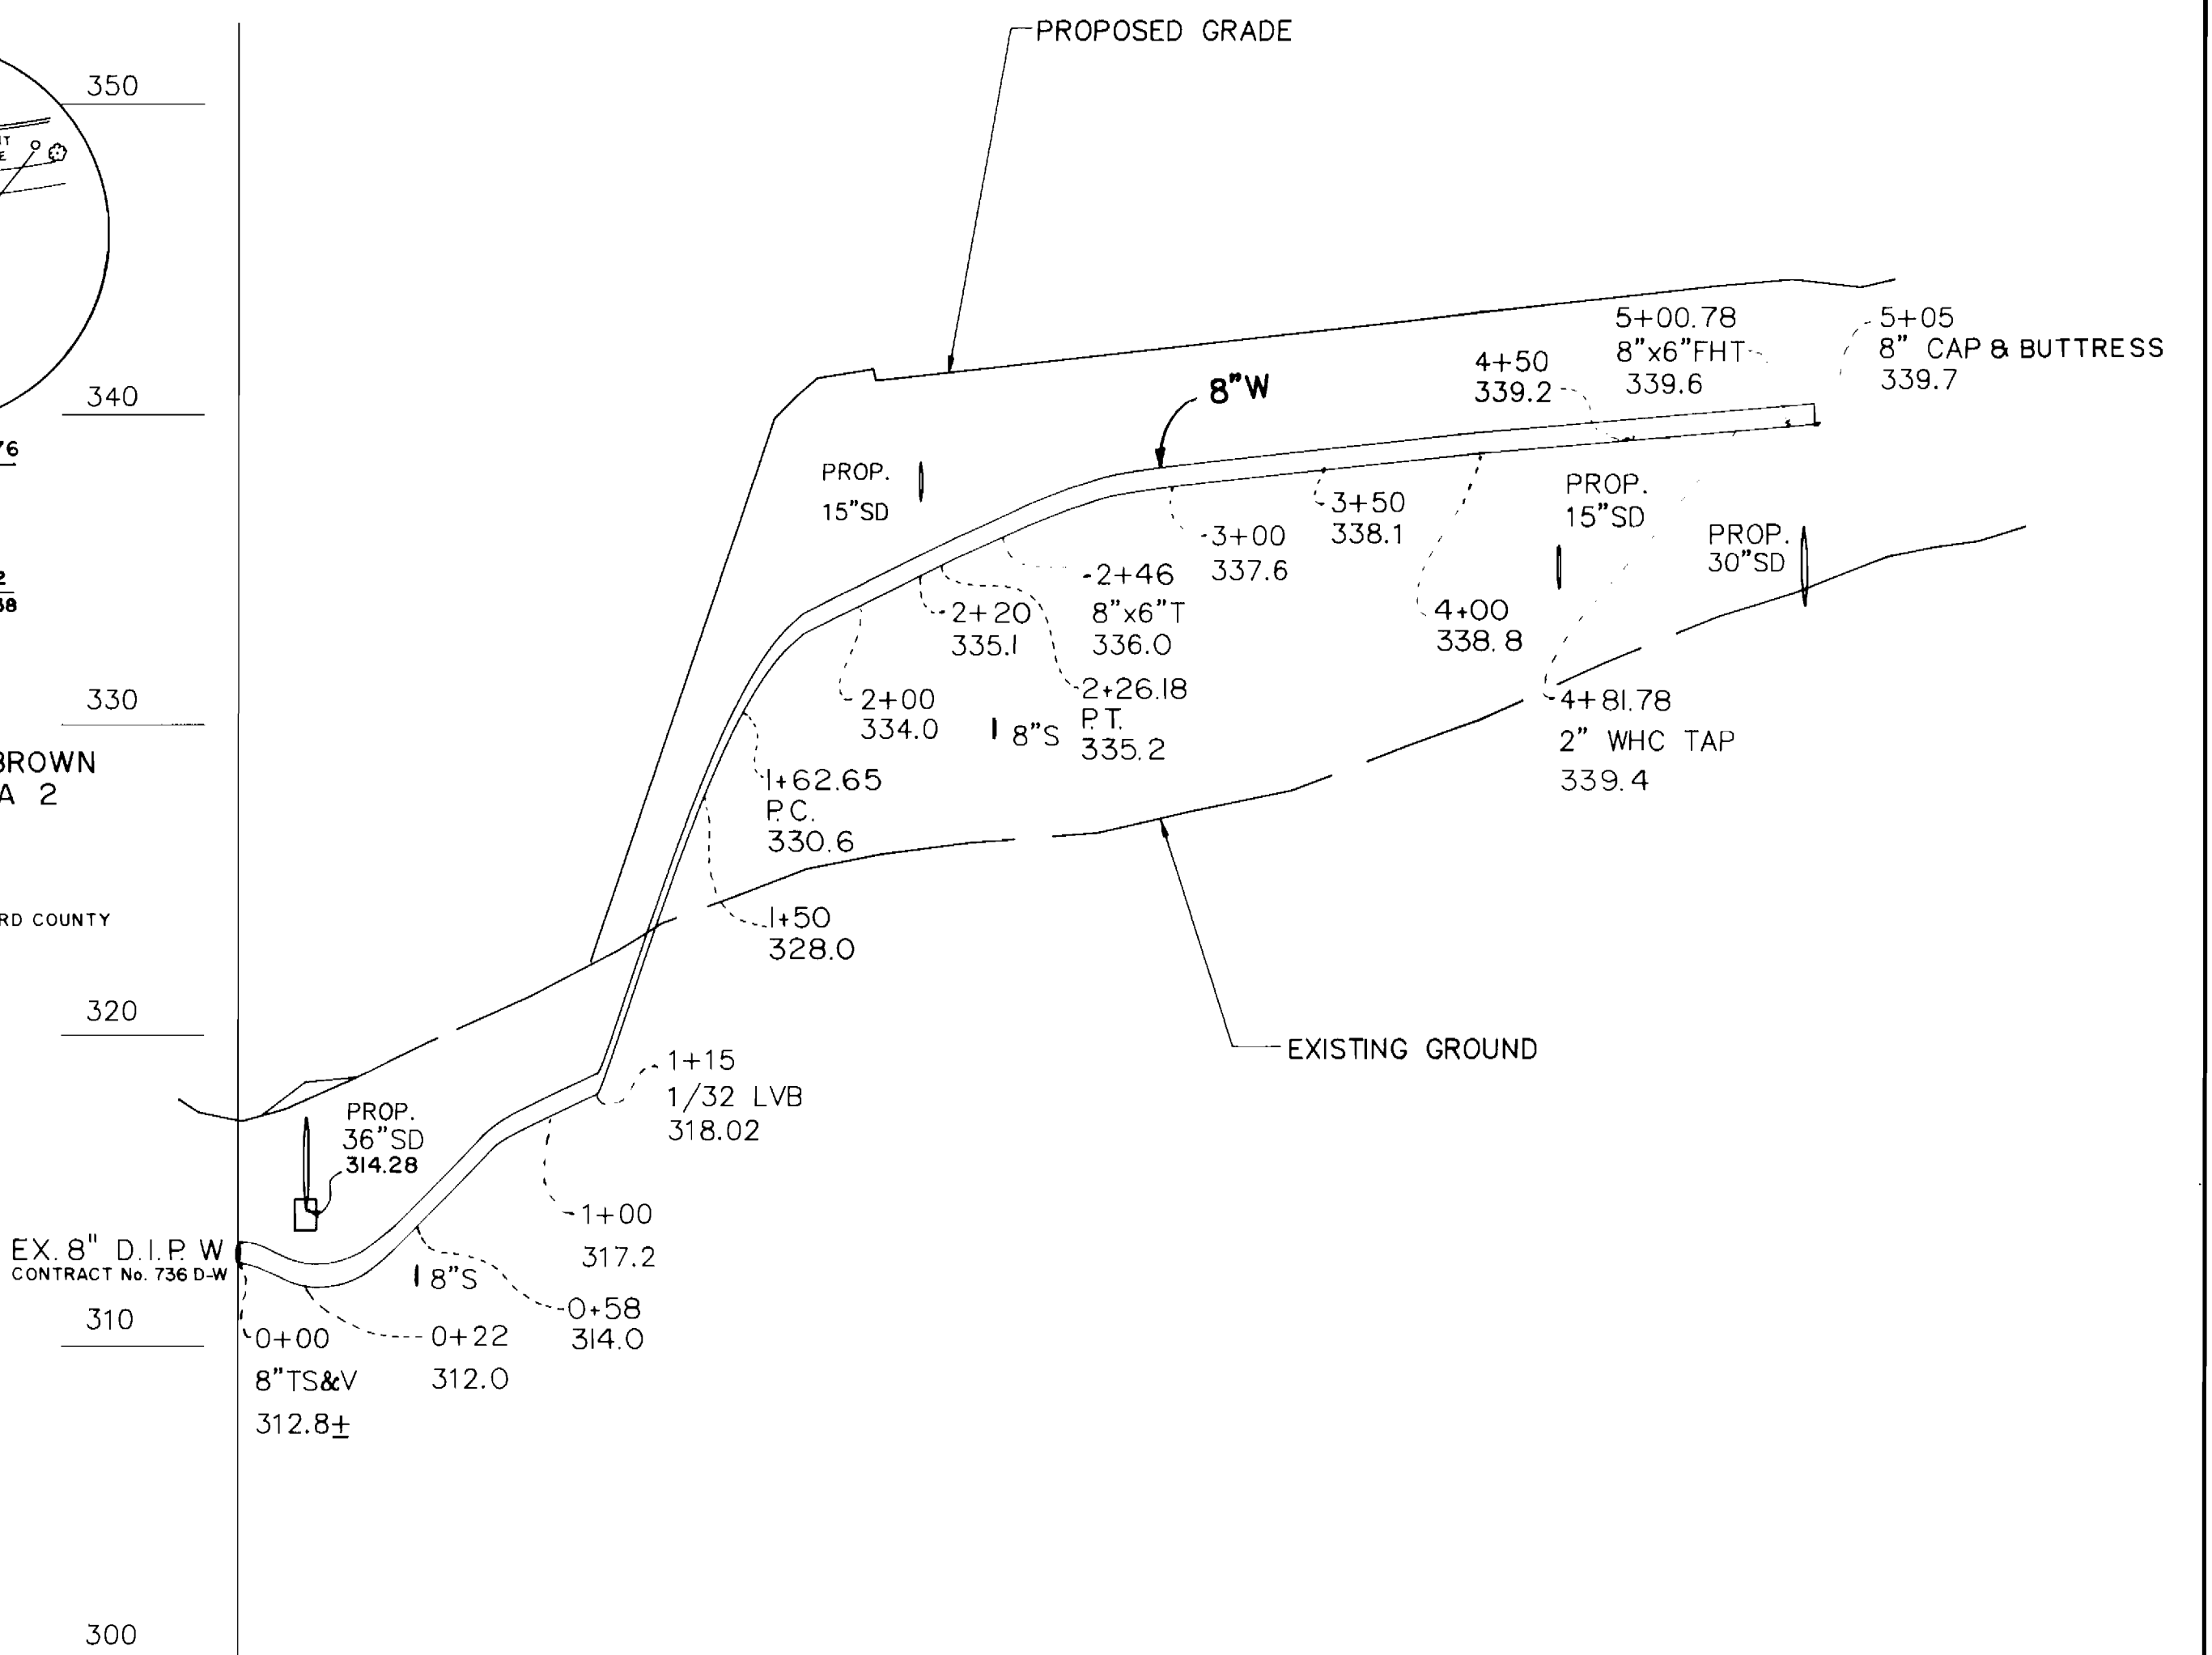 PROPOSED GRADE
350
340
76
2
38
330
BROWN
A 2
RD COUNTY
320
310
300
5+00.78
8"x6"FHT
339.6
5+05
8" CAP & BUTTRESS
339.7
4+50
339.2
8"W
PROP.
15"SD
3+50
338.1
3+00
337.6
PROP.
15"SD
PROP.
30"SD
2+46
8"x6"T
336.0
2+20
335.1
4+00
338.8
2+26.18
P.T.
335.2
2+00
334.0
8"S
4+81.78
2" WHC TAP
339.4
1+62.65
P.C.
330.6
1+50
328.0
EXISTING GROUND
1+15
1/32 LVB
318.02
PROP.
36"SD
314.28
1+00
317.2
EX. 8" D.I.P. W
CONTRACT No. 736 D-W
8"S
0+58
314.0
0+00
8"TS&V
312.8±
0+22
312.0